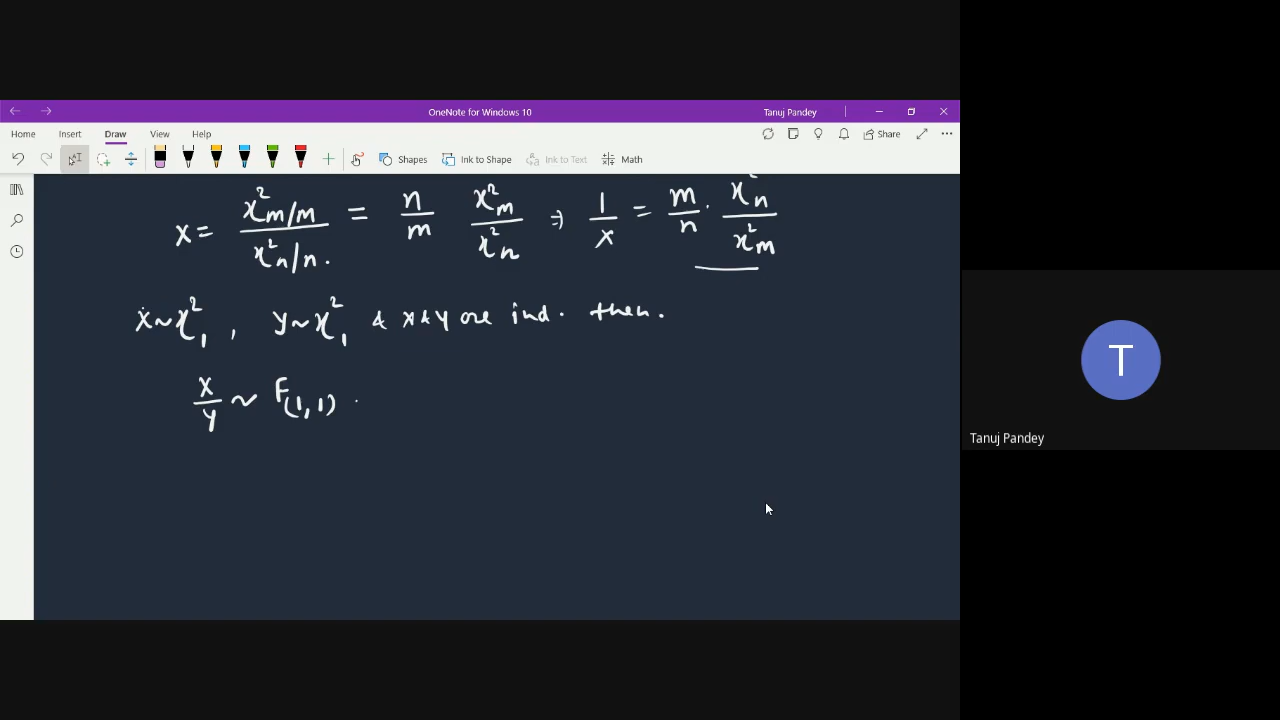 OneNote for Windows 10
Tanuj Pandey
Home Insert Draw View Help
Share
Shapes Ink to Shape Ink to Text Math
x = χ²m/m / χ²n/n . = n/m χ²m/χ²n ⇒ 1/x = m/n . χ²n/χ²m
X ~ χ²₁ , y ~ χ²₁ & x & y are ind . then .
x/y ~ F(1,1) .
T
Tanuj Pandey